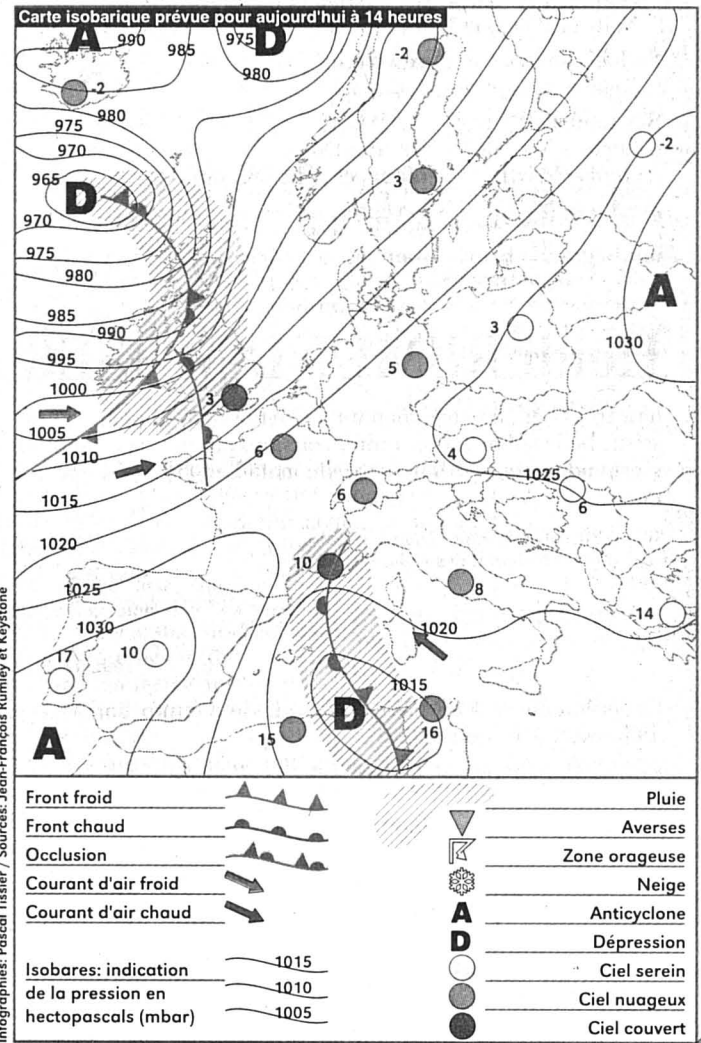 Carte isobarique prévue pour aujourd'hui à 14 heures
A
990
985
975
D
980
-2
-2
980
975
970
965
D
970
975
980
985
990
995
1000
1005
1010
1015
1020
1025
1030
-2
3
A
1030
3
5
3
6
4
1025
6
6
10
8
14
1020
17
10
1015
D
15
16
A
Front froid
Front chaud
Occlusion
Courant d'air froid
Courant d'air chaud
Isobares: indication
de la pression en
hectopascals (mbar)
1015
1010
1005
Pluie
Averses
Zone orageuse
Neige
A Anticyclone
D Dépression
Ciel serein
Ciel nuageux
Ciel couvert
Infographies: Pascal Tissier / Sources: Jean-François Rumley et Keystone